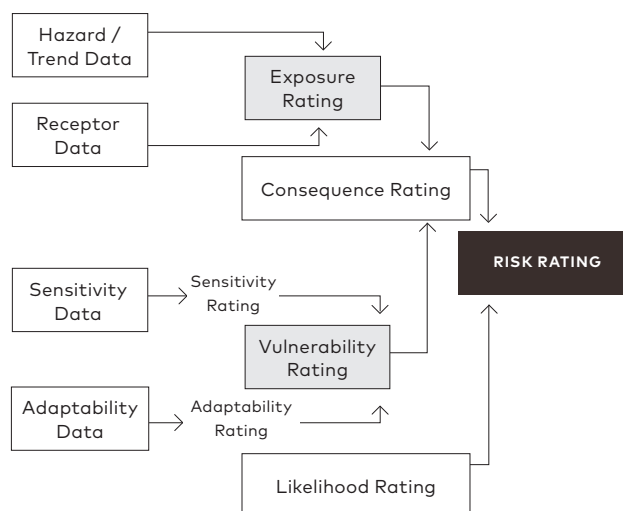 Hazard /
Trend Data
Exposure
Rating
Receptor
Data
Consequence Rating
RISK RATING
Sensitivity
Data
Sensitivity
Rating
Vulnerability
Rating
Adaptability
Data
Adaptability
Rating
Likelihood Rating